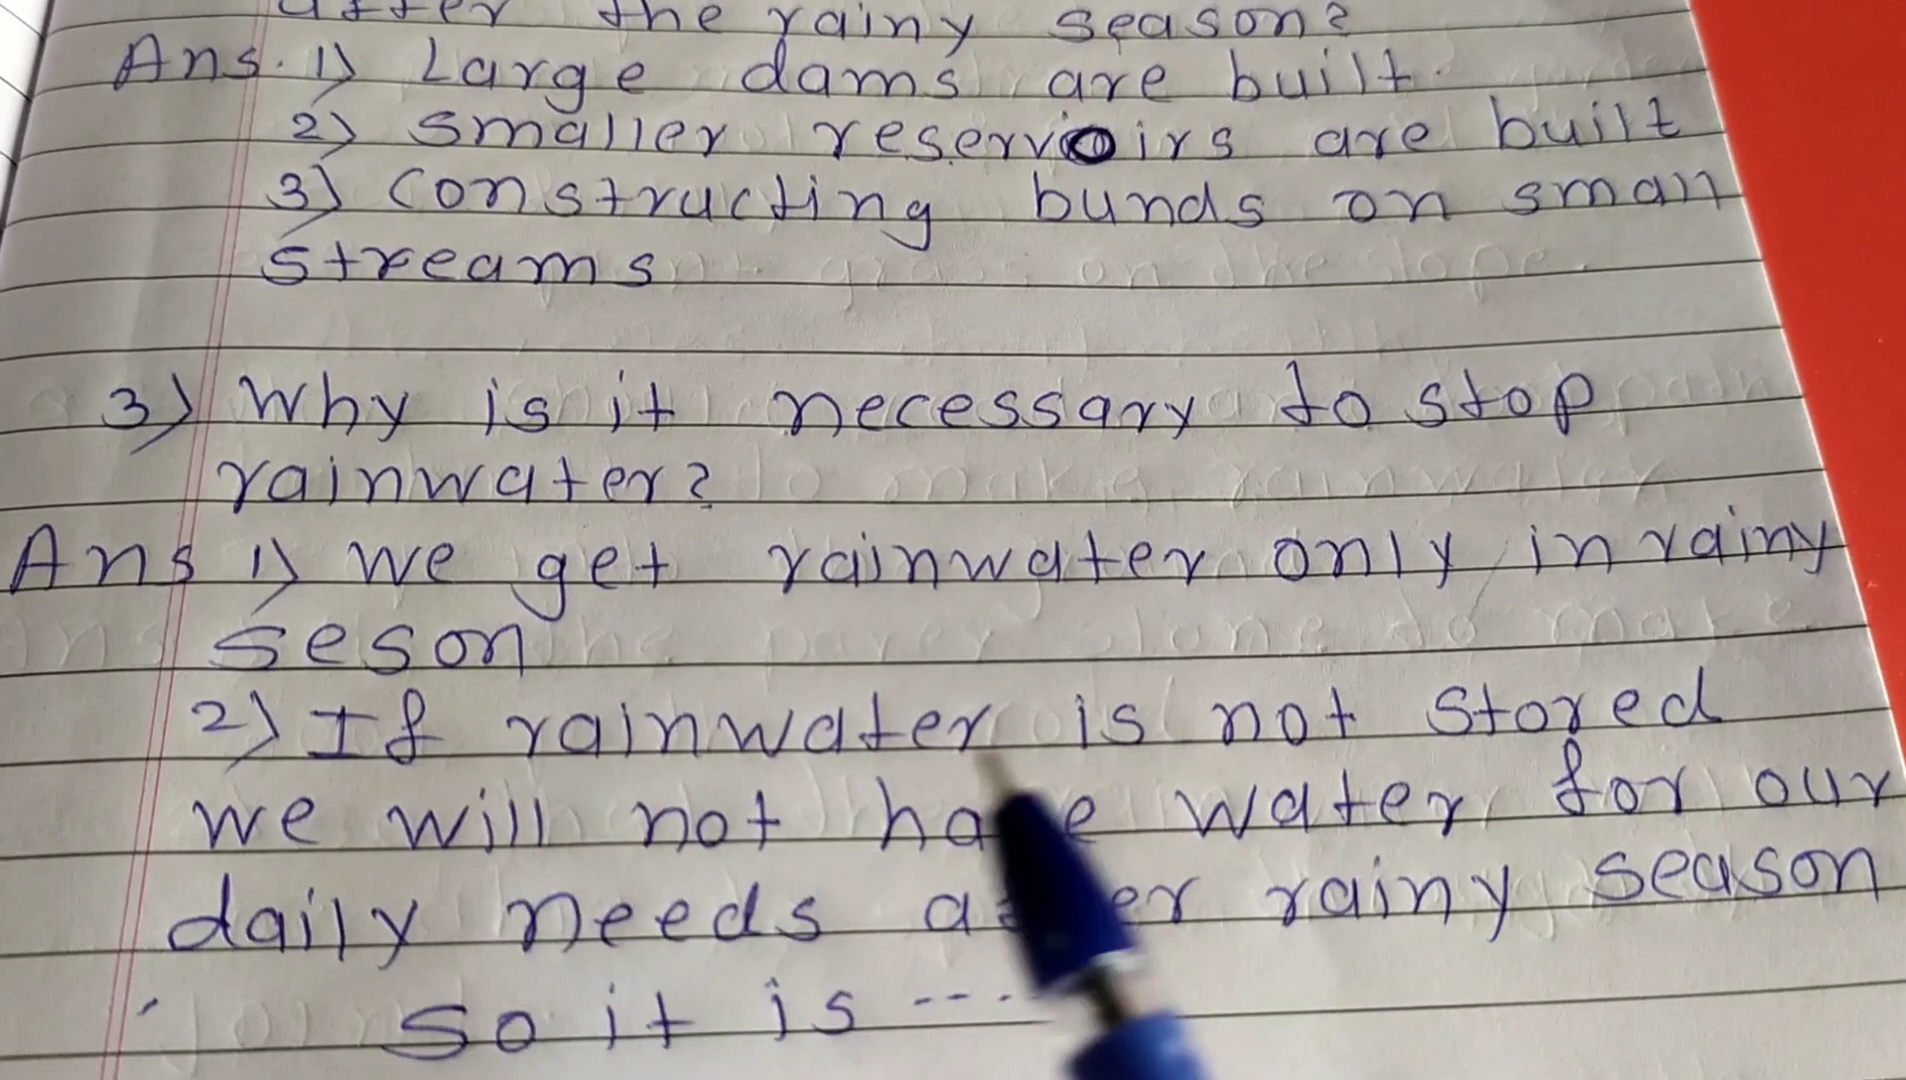 after the rainy season?
Ans. 1) Large dams are built.
2) smaller reservoirs are built
3) constructing bunds on small
streams
3) Why is it necessary to stop
rainwater?
Ans 1) we get rainwater only in rainy
seson
2) If rainwater is not stored
we will not have water for our
daily needs after rainy season
so it is ----